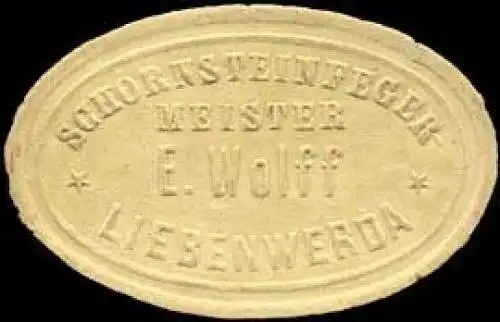 SCHORNSTEINFEGER
MEISTER
E. Wolff
LIEBENWERDA